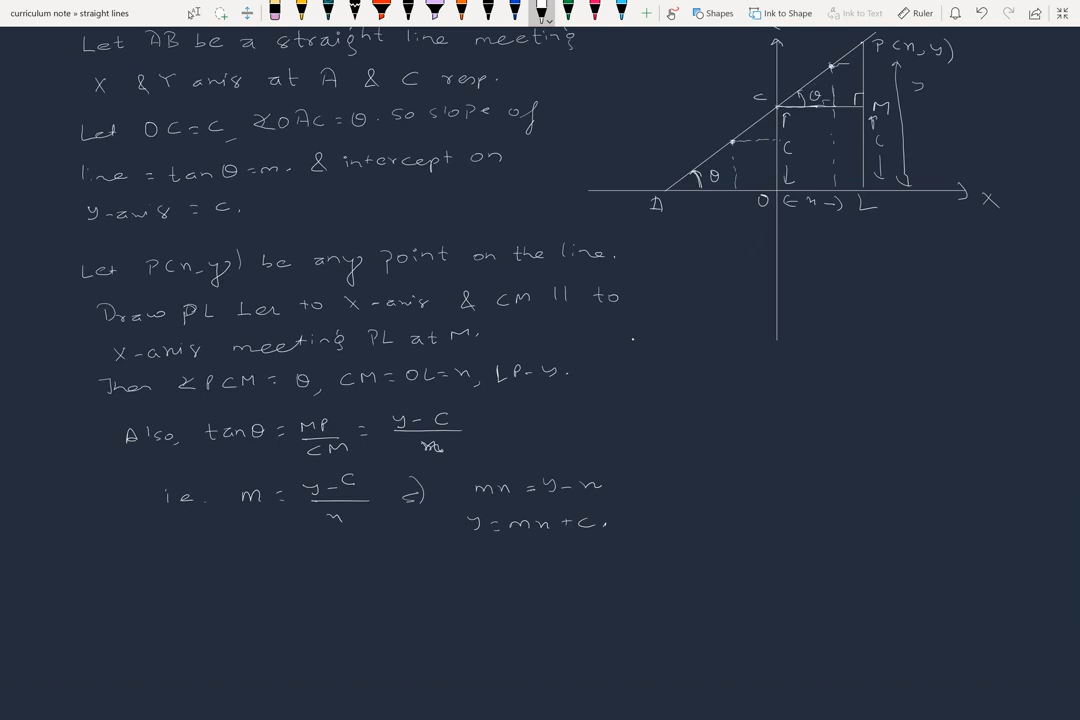 curriculum note » straight lines
Shapes
Ink to Shape
Ink to Text
Ruler
Let AB be a straight line meeting
X & Y axis at A & C resp.
Let OC = C, ∠OAC = θ. so slope of
line = tanθ = m. & intercept on
y-axis = c.
Let P(x, y) be any point on the line.
Draw PL ⊥er to X-axis & CM || to
X-axis meeting PL at M.
Then ∠PCM = θ, CM = OL = x, LP = y.
Also, tanθ = MP/CM = y-c/x
i.e. m = y-c/x ⇒ mx = y-x
y = mx + c.
P(x, y)
C θ M
y
C C
θ
A O x L X